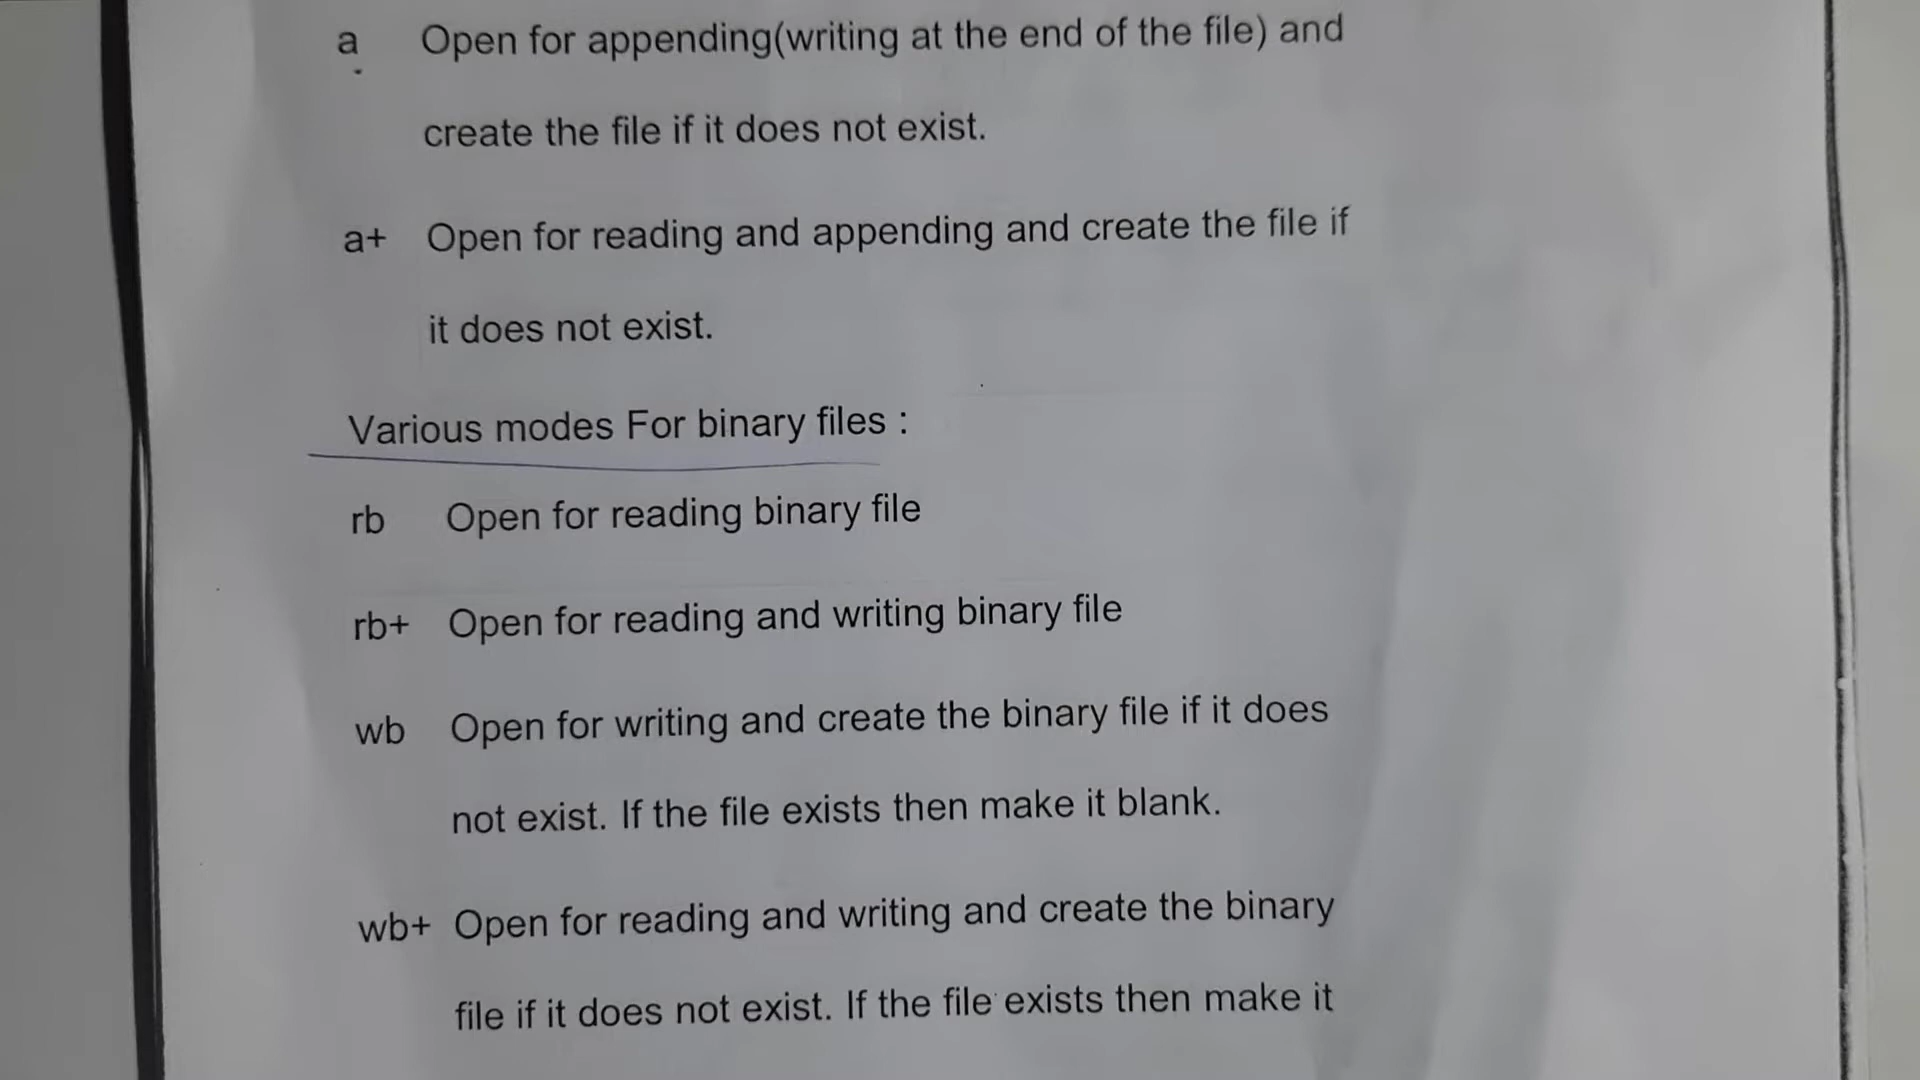 a Open for appending(writing at the end of the file) and
create the file if it does not exist.
a+ Open for reading and appending and create the file if
it does not exist.
Various modes For binary files :
rb Open for reading binary file
rb+ Open for reading and writing binary file
wb Open for writing and create the binary file if it does
not exist. If the file exists then make it blank.
wb+ Open for reading and writing and create the binary
file if it does not exist. If the file exists then make it